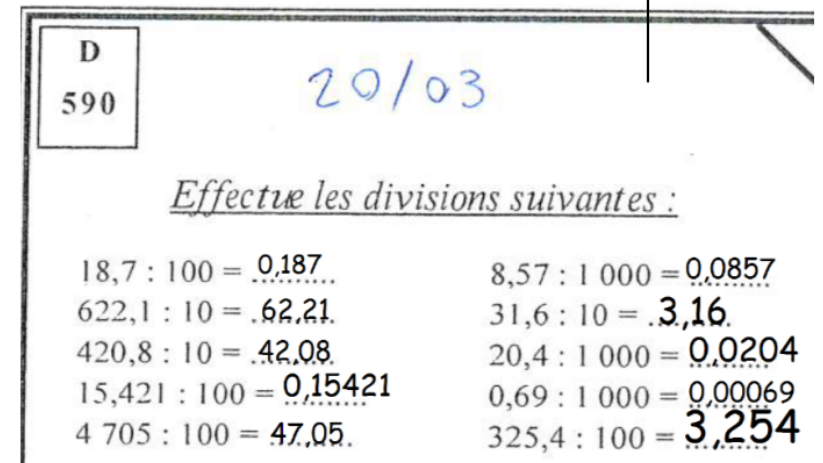 D
590
20/03
Effectue les divisions suivantes :
18,7 : 100 = 0,187
622,1 : 10 = 62,21
420,8 : 10 = 42,08
15,421 : 100 = 0,15421
4 705 : 100 = 47,05
8,57 : 1 000 = 0,0857
31,6 : 10 = 3,16
20,4 : 1 000 = 0,0204
0,69 : 1 000 = 0,00069
325,4 : 100 = 3,254